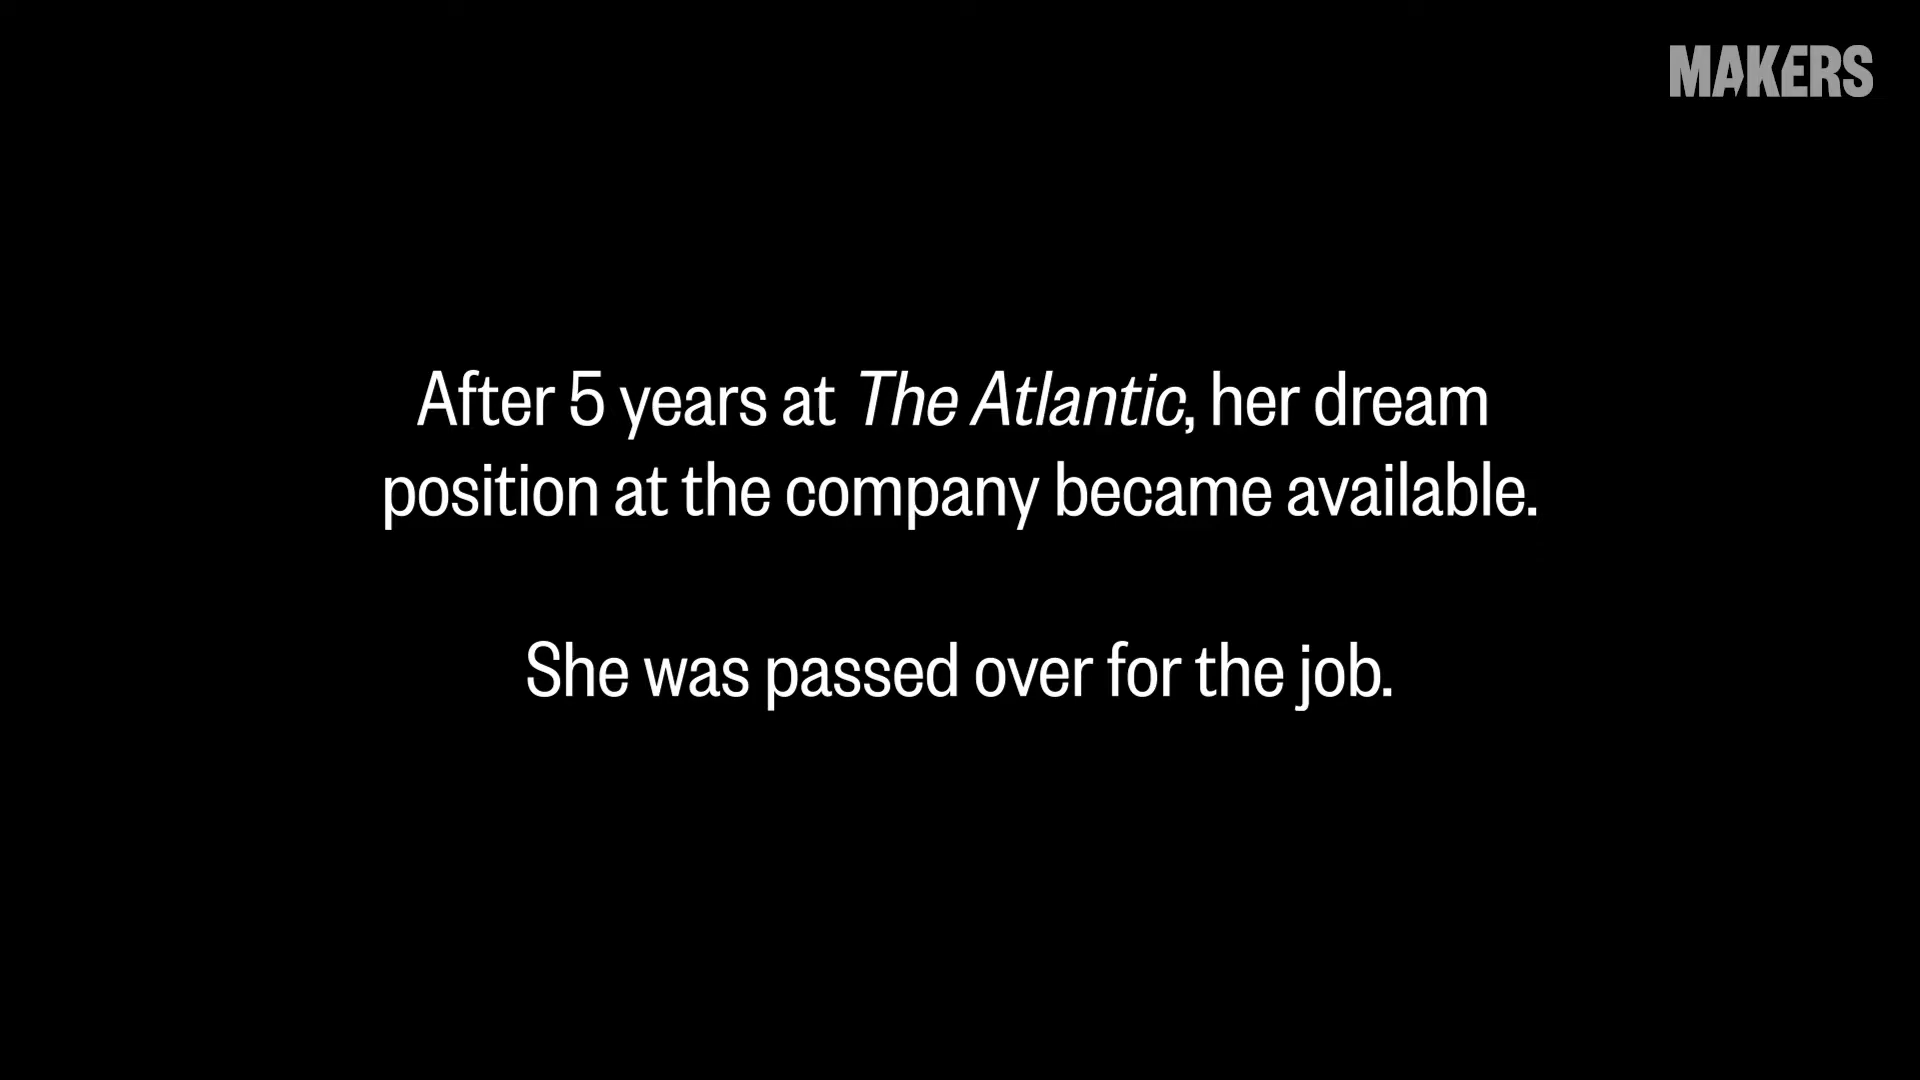 MAKERS
After 5 years at The Atlantic, her dream
position at the company became available.
She was passed over for the job.